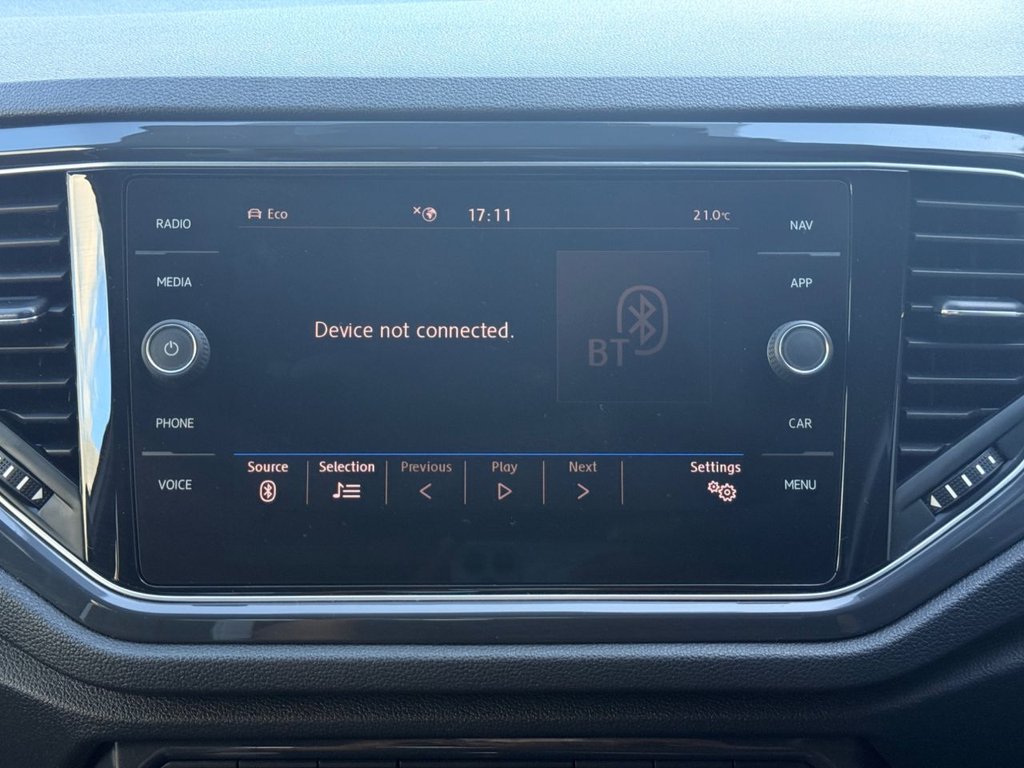 RADIO
MEDIA
PHONE
VOICE
Eco 17:11 21.0°C
Device not connected.
BT
Source Selection Previous Play Next Settings
NAV
APP
CAR
MENU